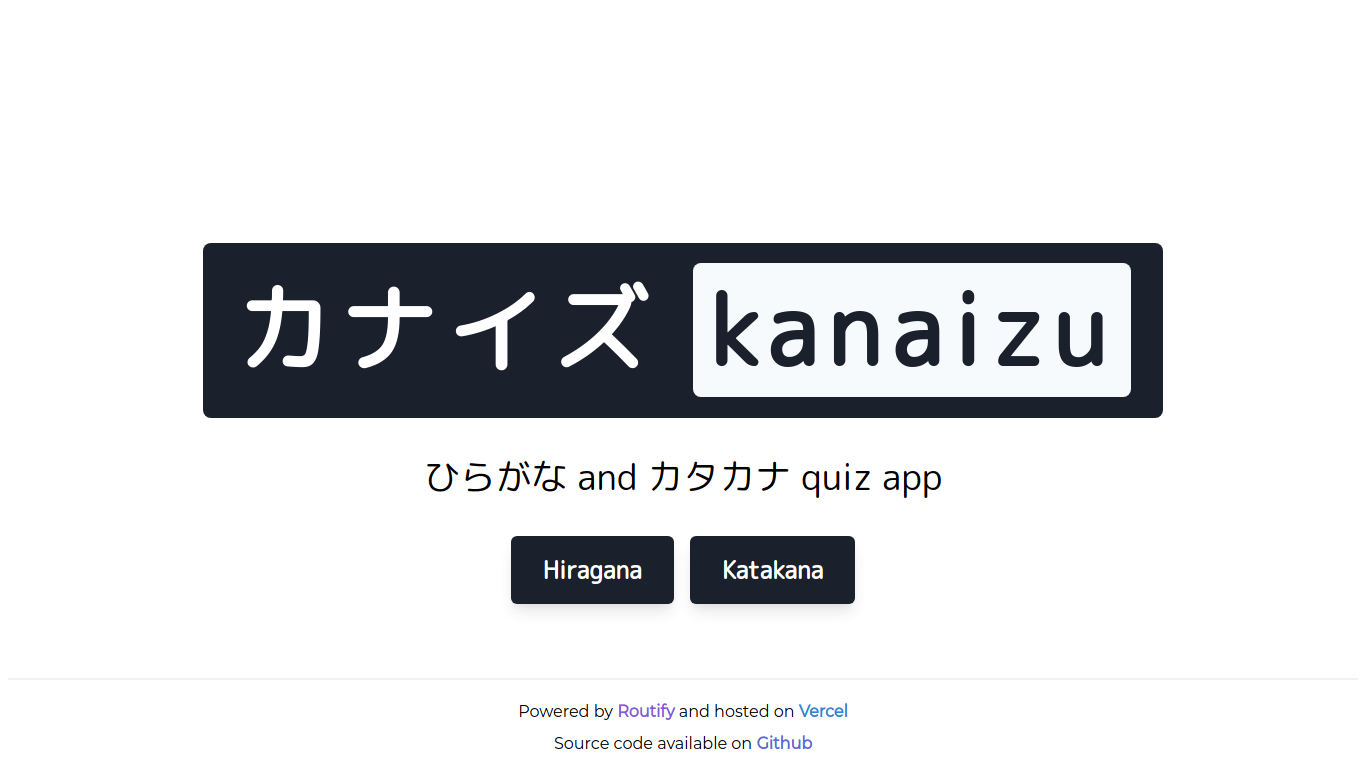 カナイズ kanaizu
ひらがな and カタカナ quiz app
Hiragana Katakana
Powered by Routify and hosted on Vercel
Source code available on Github